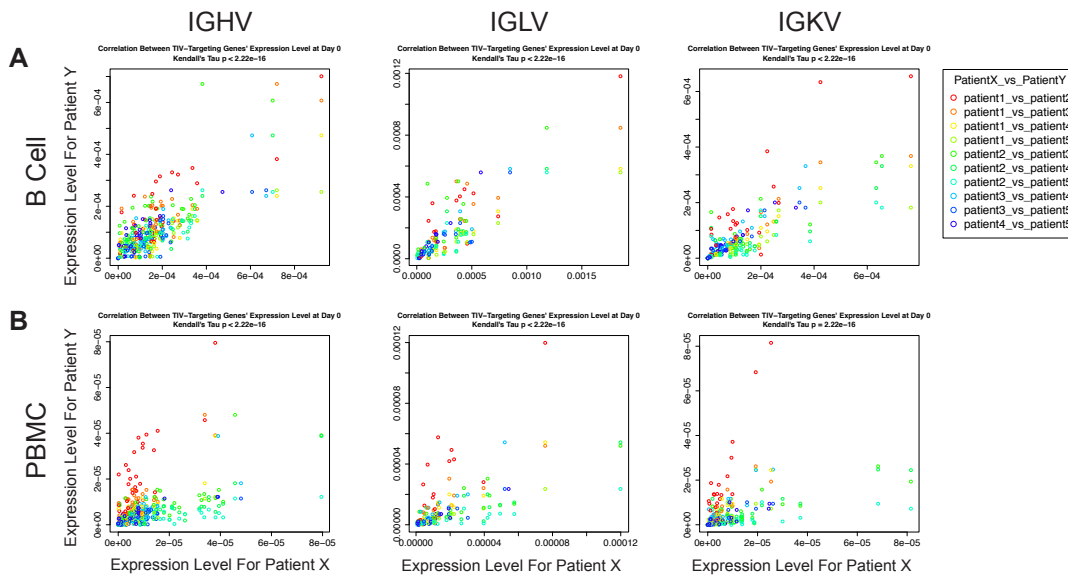 IGHV IGLV IGKV
A
B Cell
Correlation Between TIV−Targeting Genes' Expression Level at Day 0
Kendall's Tau p < 2.22e−16
Expression Level For Patient Y
0e+00 2e−04 4e−04 6e−04
0e+00 2e−04 4e−04 6e−04 8e−04
Correlation Between TIV−Targeting Genes' Expression Level at Day 0
Kendall's Tau p < 2.22e−16
0.0000 0.0004 0.0008 0.0012
0.0000 0.0005 0.0010 0.0015
Correlation Between TIV−Targeting Genes' Expression Level at Day 0
Kendall's Tau p < 2.22e−16
0e+00 2e−04 4e−04 6e−04
0e+00 2e−04 4e−04 6e−04
PatientX_vs_PatientY
patient1_vs_patient2
patient1_vs_patient3
patient1_vs_patient4
patient1_vs_patient5
patient2_vs_patient3
patient2_vs_patient4
patient2_vs_patient5
patient3_vs_patient4
patient3_vs_patient5
patient4_vs_patient5
B
PBMC
Correlation Between TIV−Targeting Genes' Expression Level at Day 0
Kendall's Tau p < 2.22e−16
Expression Level For Patient Y
0e+00 2e−05 4e−05 6e−05 8e−05
0e+00 2e−05 4e−05 6e−05 8e−05
Expression Level For Patient X
Correlation Between TIV−Targeting Genes' Expression Level at Day 0
Kendall's Tau p < 2.22e−16
0.00000 0.00004 0.00008 0.00012
0.00000 0.00004 0.00008 0.00012
Expression Level For Patient X
Correlation Between TIV−Targeting Genes' Expression Level at Day 0
Kendall's Tau p = 2.22e−16
0e+00 2e−05 4e−05 6e−05 8e−05
0e+00 2e−05 4e−05 6e−05 8e−05
Expression Level For Patient X